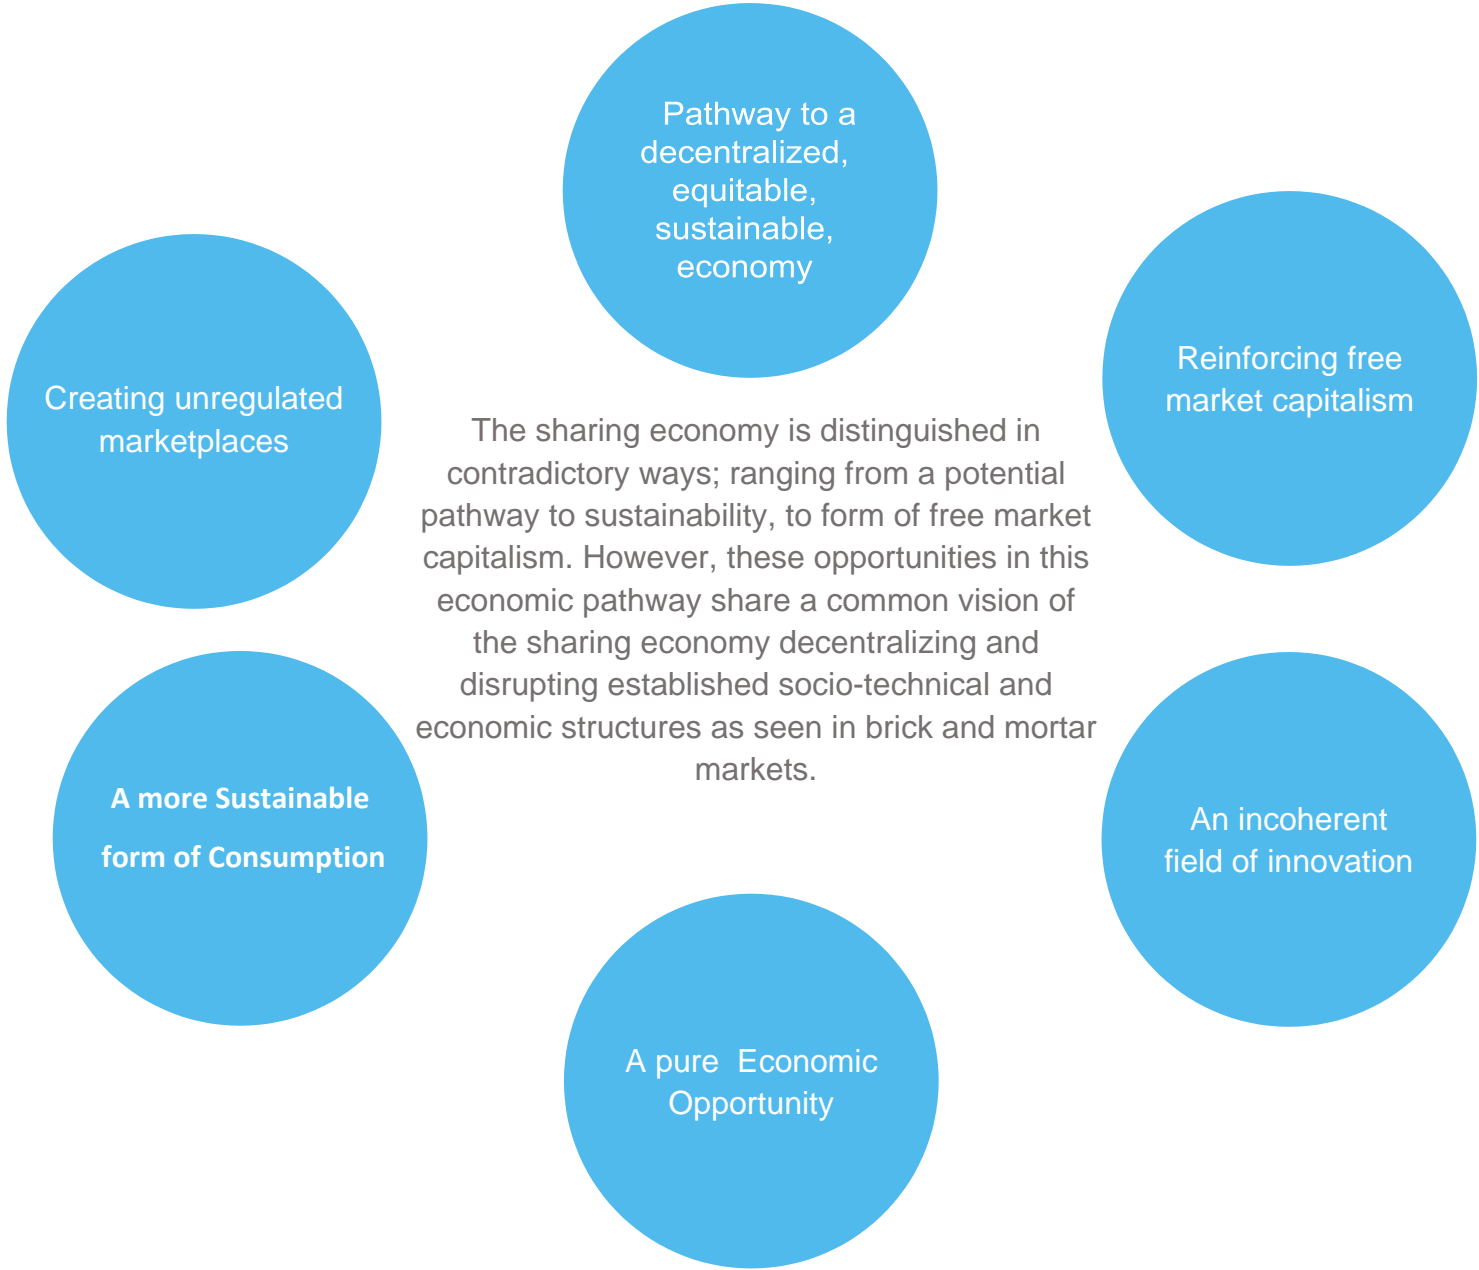 Pathway to a
decentralized,
equitable,
sustainable,
economy
Creating unregulated
marketplaces
Reinforcing free
market capitalism
The sharing economy is distinguished in
contradictory ways; ranging from a potential
pathway to sustainability, to form of free market
capitalism. However, these opportunities in this
economic pathway share a common vision of
the sharing economy decentralizing and
disrupting established socio-technical and
economic structures as seen in brick and mortar
markets.
A more Sustainable
form of Consumption
An incoherent
field of innovation
A pure  Economic
Opportunity